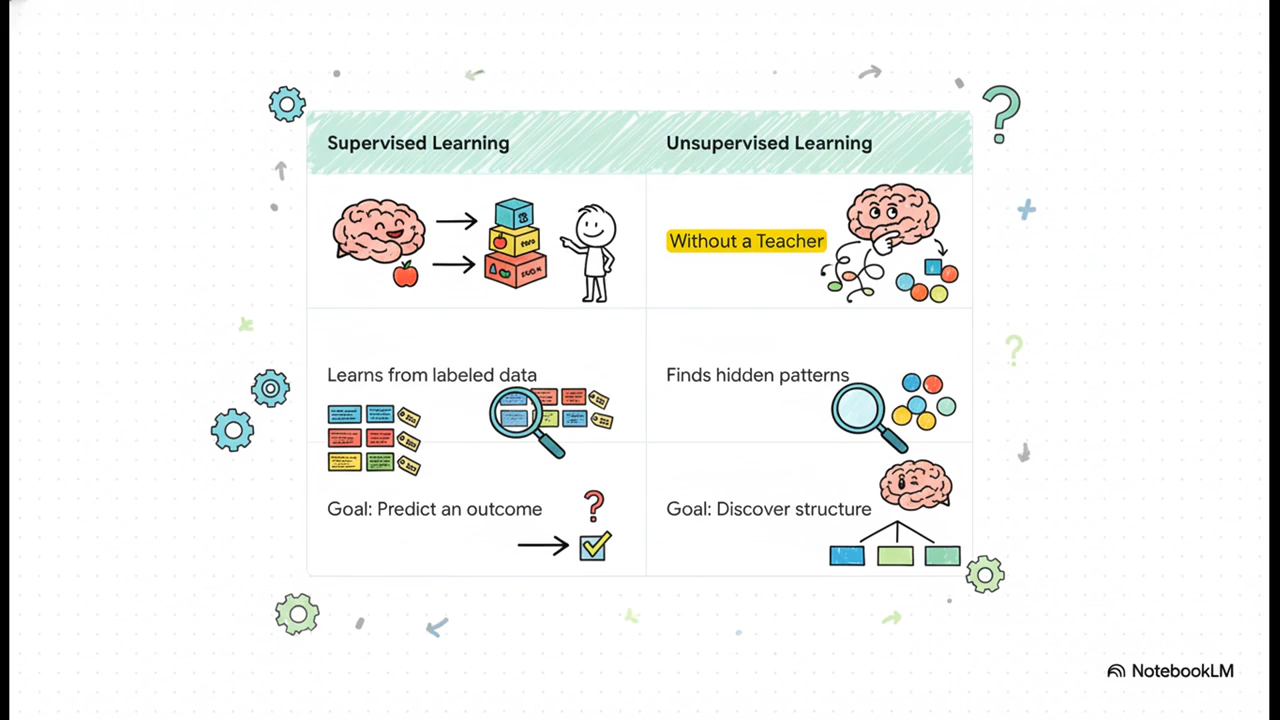 Supervised Learning
Unsupervised Learning
Without a Teacher
Learns from labeled data
Finds hidden patterns
Goal: Predict an outcome
Goal: Discover structure
NotebookLM